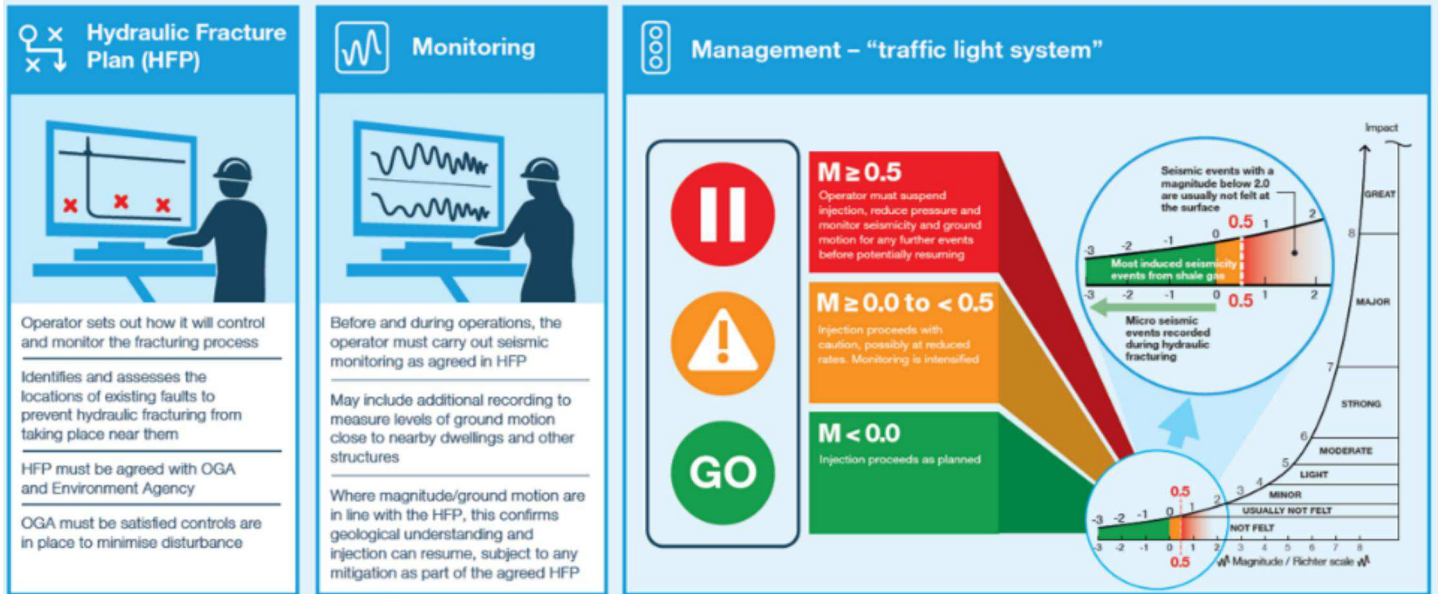 Hydraulic Fracture
Plan (HFP)
Operator sets out how it will control
and monitor the fracturing process
Identifies and assesses the
locations of existing faults to
prevent hydraulic fracturing from
taking place near them
HFP must be agreed with OGA
and Environment Agency
OGA must be satisfied controls are
in place to minimise disturbance
Monitoring
Before and during operations, the
operator must carry out seismic
monitoring as agreed in HFP
May include additional recording to
measure levels of ground motion
close to nearby dwellings and other
structures
Where magnitude/ground motion are
in line with the HFP, this confirms
geological understanding and
injection can resume, subject to any
mitigation as part of the agreed HFP
Management – “traffic light system”
M ≥ 0.5
Operator must suspend
injection, reduce pressure and
monitor seismicity and ground
motion for any further events
before potentially resuming
M ≥ 0.0 to < 0.5
Injection proceeds with
caution, possibly at reduced
rates. Monitoring is intensified
GO
M < 0.0
Injection proceeds as planned
Seismic events with a
magnitude below 2.0
are usually not felt at
the surface
-3 -2 -1 0 0.5 1 2
Most induced seismicity
events from shale gas
-3 -2 -1 0 0.5 1 2
Micro seismic
events recorded
during hydraulic
fracturing
Impact
GREAT
8
MAJOR
7
STRONG
6
MODERATE
5
LIGHT
4
MINOR
3
USUALLY NOT FELT
NOT FELT
0.5
-3 -2 -1 0 1 2
-3 -2 -1 0 1 2 3 4 5 6 7 8
0.5
Magnitude / Richter scale